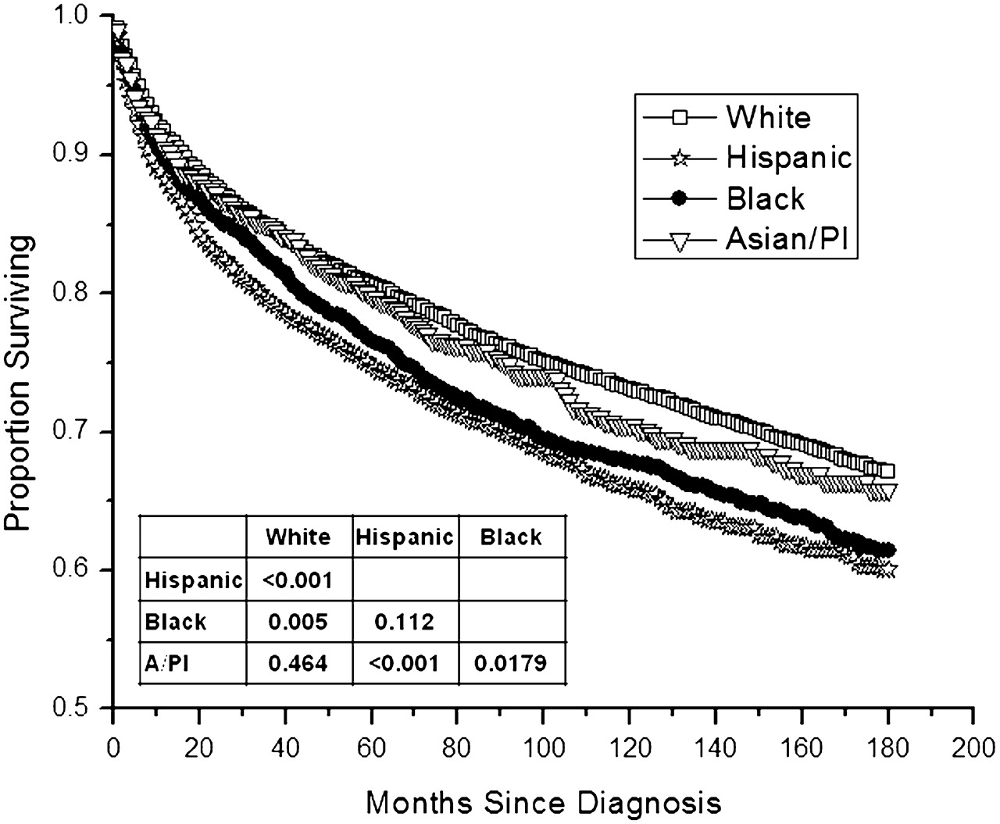 1.0
0.9
0.8
0.7
0.6
0.5
Proportion Surviving
White
Hispanic
Black
Asian/PI
White Hispanic Black
Hispanic <0.001
Black 0.005 0.112
A/PI 0.464 <0.001 0.0179
0 20 40 60 80 100 120 140 160 180 200
Months Since Diagnosis